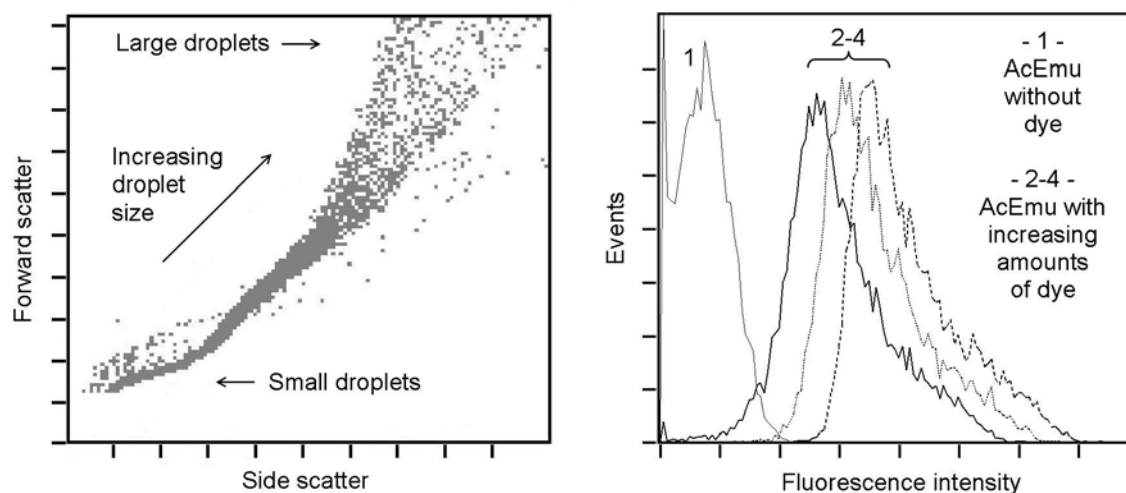 Large droplets
Increasing
droplet
size
Small droplets
Forward scatter
Side scatter
1
2-4
- 1 -
AcEmu
without
dye
- 2-4 -
AcEmu with
increasing
amounts
of dye
Events
Fluorescence intensity